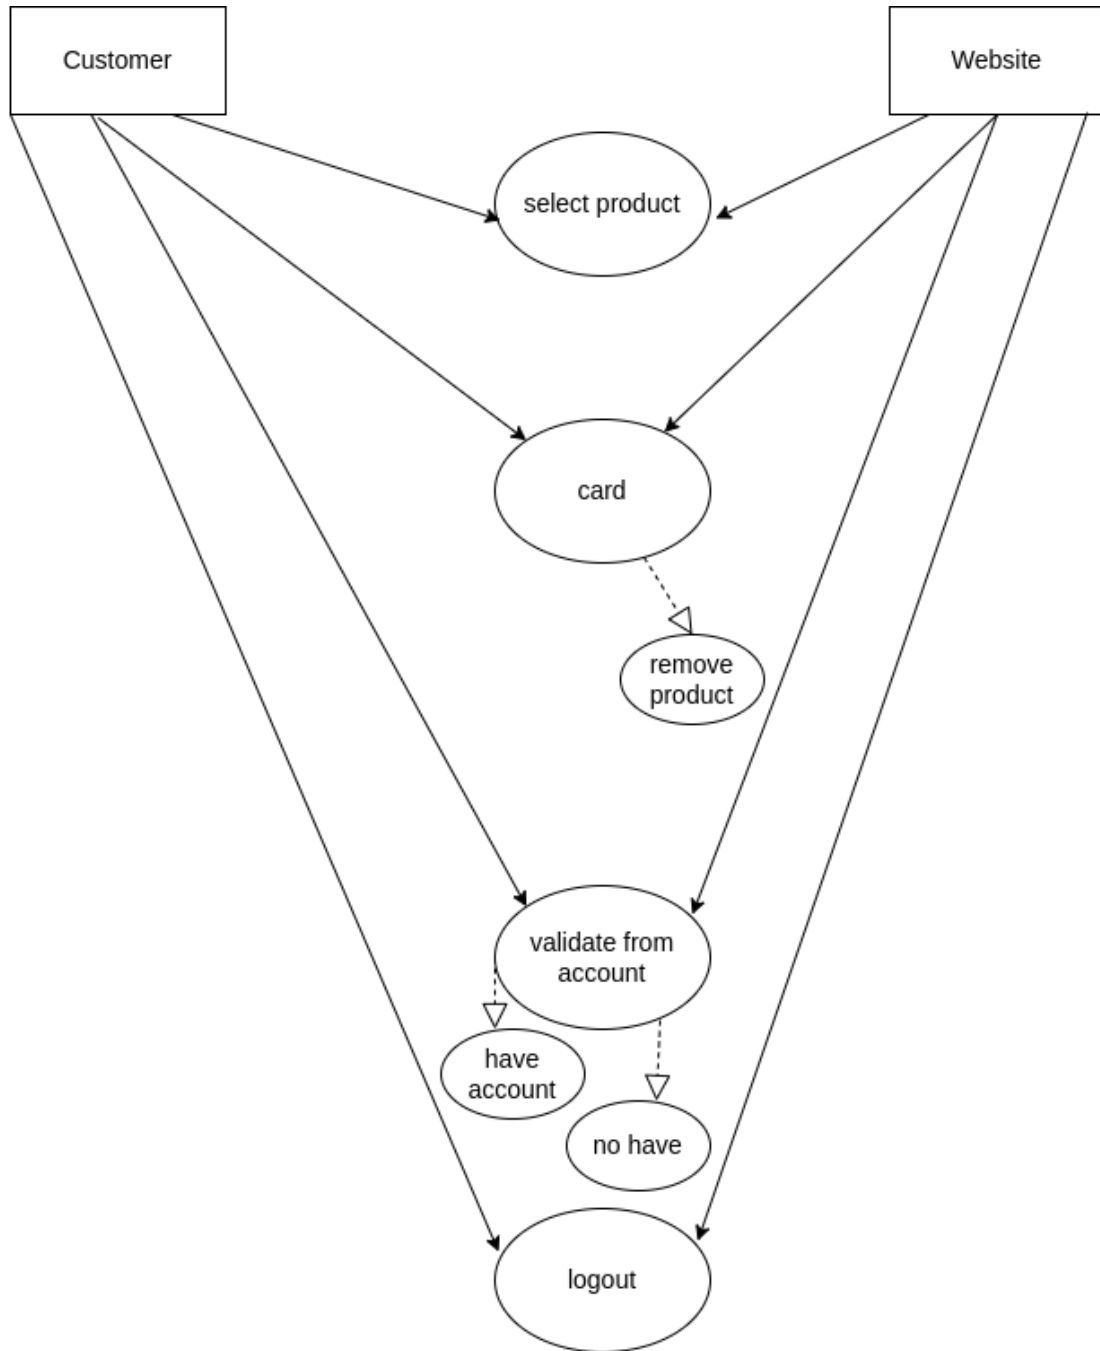 Customer
Website
select product
card
remove
product
validate from
account
have
account
no have
logout